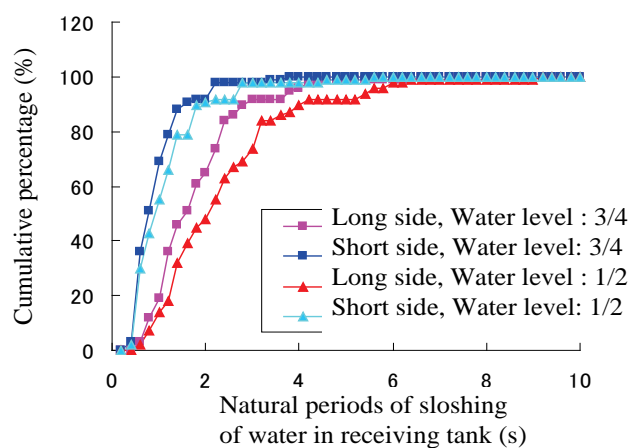 Cumulative percentage (%)
120
100
80
60
40
20
0
0 2 4 6 8 10
Long side, Water level : 3/4
Short side, Water level: 3/4
Long side, Water level : 1/2
Short side, Water level: 1/2
Natural periods of sloshing
of water in receiving tank (s)